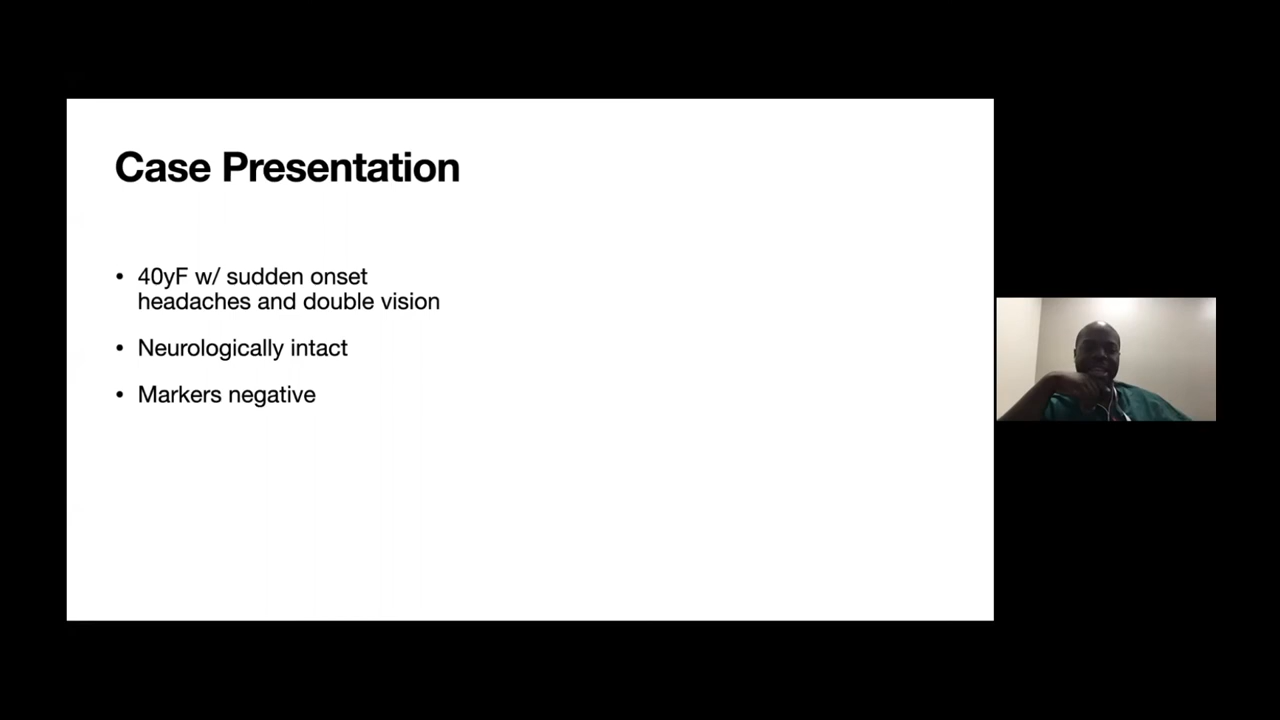 Case Presentation
• 40yF w/ sudden onset
headaches and double vision
• Neurologically intact
• Markers negative